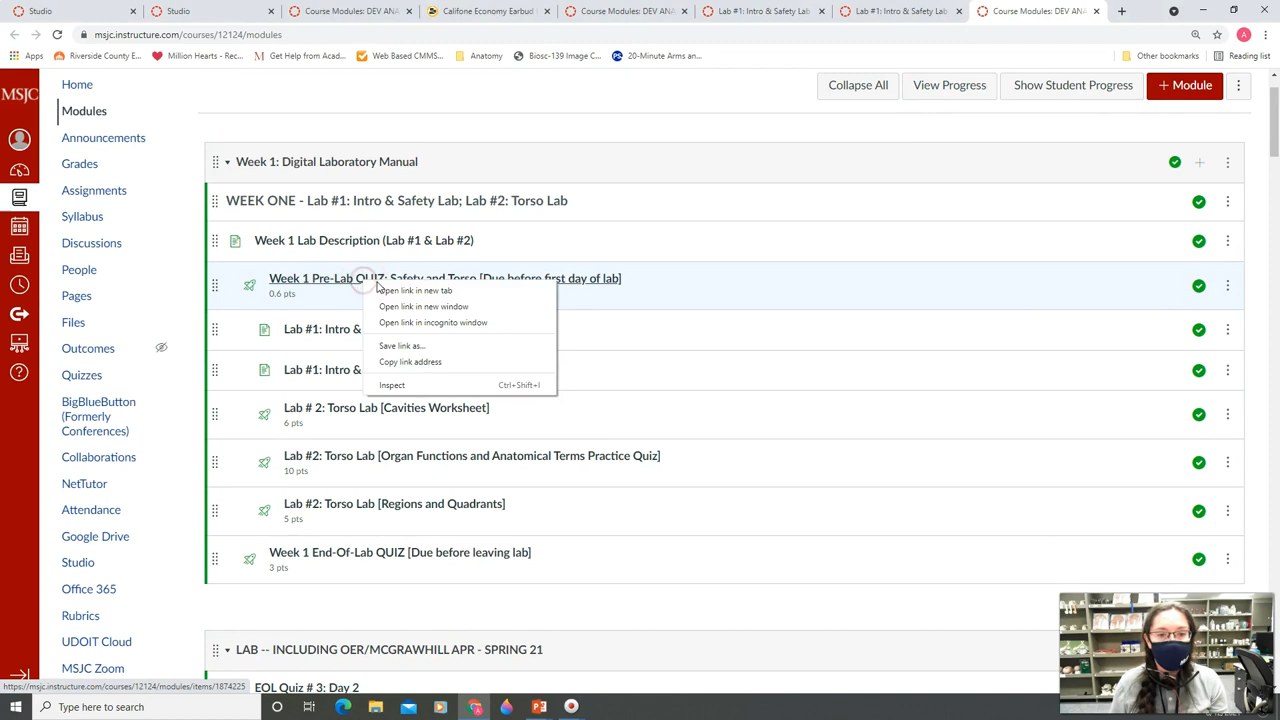 Studio
Studio
Course Modules: DEV ANA
Califone Economy Earbud
Course Modules: DEV ANA
Lab #1: Intro & Safety Lab
Lab #1: Intro & Safety Lab
Course Modules: DEV ANA
msjc.instructure.com/courses/12124/modules
A
Apps
Riverside County E...
Million Hearts - Rec...
Get Help from Acad...
Web Based CMMS...
Anatomy
Biosc-139 Image C...
20-Minute Arms an...
Other bookmarks
Reading list
MSJC
Home
Modules
Announcements
Grades
Assignments
Syllabus
Discussions
People
Pages
Files
Outcomes
Quizzes
BigBlueButton
(Formerly
Conferences)
Collaborations
NetTutor
Attendance
Google Drive
Studio
Office 365
Rubrics
UDOIT Cloud
MSJC Zoom
Collapse All
View Progress
Show Student Progress
+ Module
Week 1: Digital Laboratory Manual
WEEK ONE - Lab #1: Intro & Safety Lab; Lab #2: Torso Lab
Week 1 Lab Description (Lab #1 & Lab #2)
Week 1 Pre-Lab QUIZ: Safety and Torso [Due before first day of lab]
0.6 pts
Open link in new tab
Open link in new window
Open link in incognito window
Save link as...
Copy link address
Inspect Ctrl+Shift+I
Lab #1: Intro &
Lab #1: Intro &
Lab # 2: Torso Lab [Cavities Worksheet]
6 pts
Lab #2: Torso Lab [Organ Functions and Anatomical Terms Practice Quiz]
10 pts
Lab #2: Torso Lab [Regions and Quadrants]
5 pts
Week 1 End-Of-Lab QUIZ [Due before leaving lab]
3 pts
LAB -- INCLUDING OER/MCGRAWHILL APR - SPRING 21
EOL Quiz # 3: Day 2
https://msjc.instructure.com/courses/12124/modules/items/1874225
Type here to search